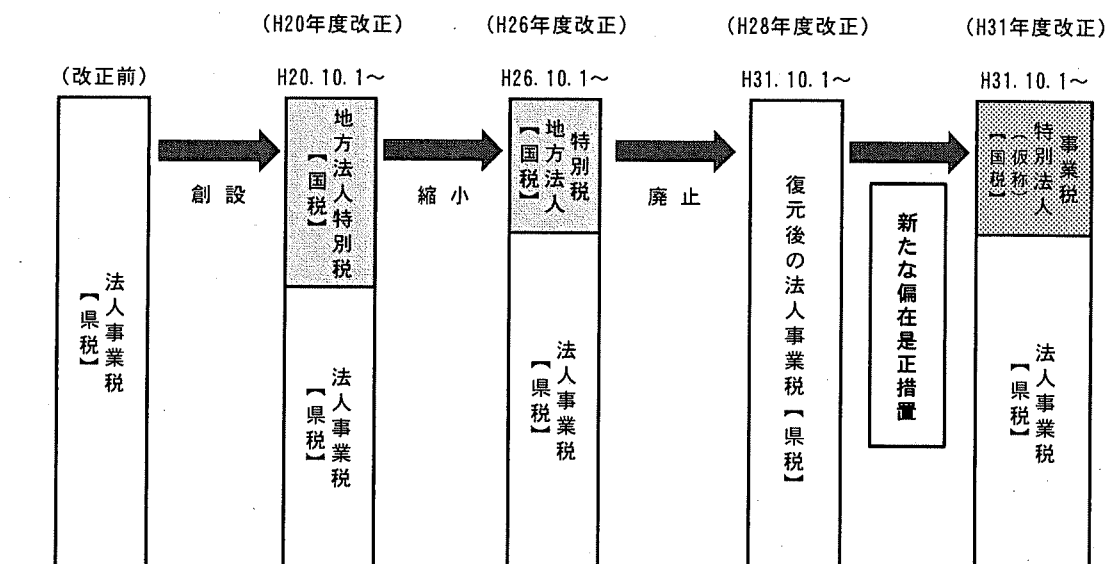 （H20年度改正）
（H26年度改正）
（H28年度改正）
（H31年度改正）
（改正前）
H20.10.1～
H26.10.1～
H31.10.1～
H31.10.1～
法人事業税
【県税】
創設
地方法人特別税
【国税】
法人事業税
【県税】
縮小
特別税
地方法人
【国税】
法人事業税
【県税】
廃止
復元後の法人事業税【県税】
新たな偏在是正措置
事業税
特別法人
（仮称）
【国税】
法人事業税
【県税】